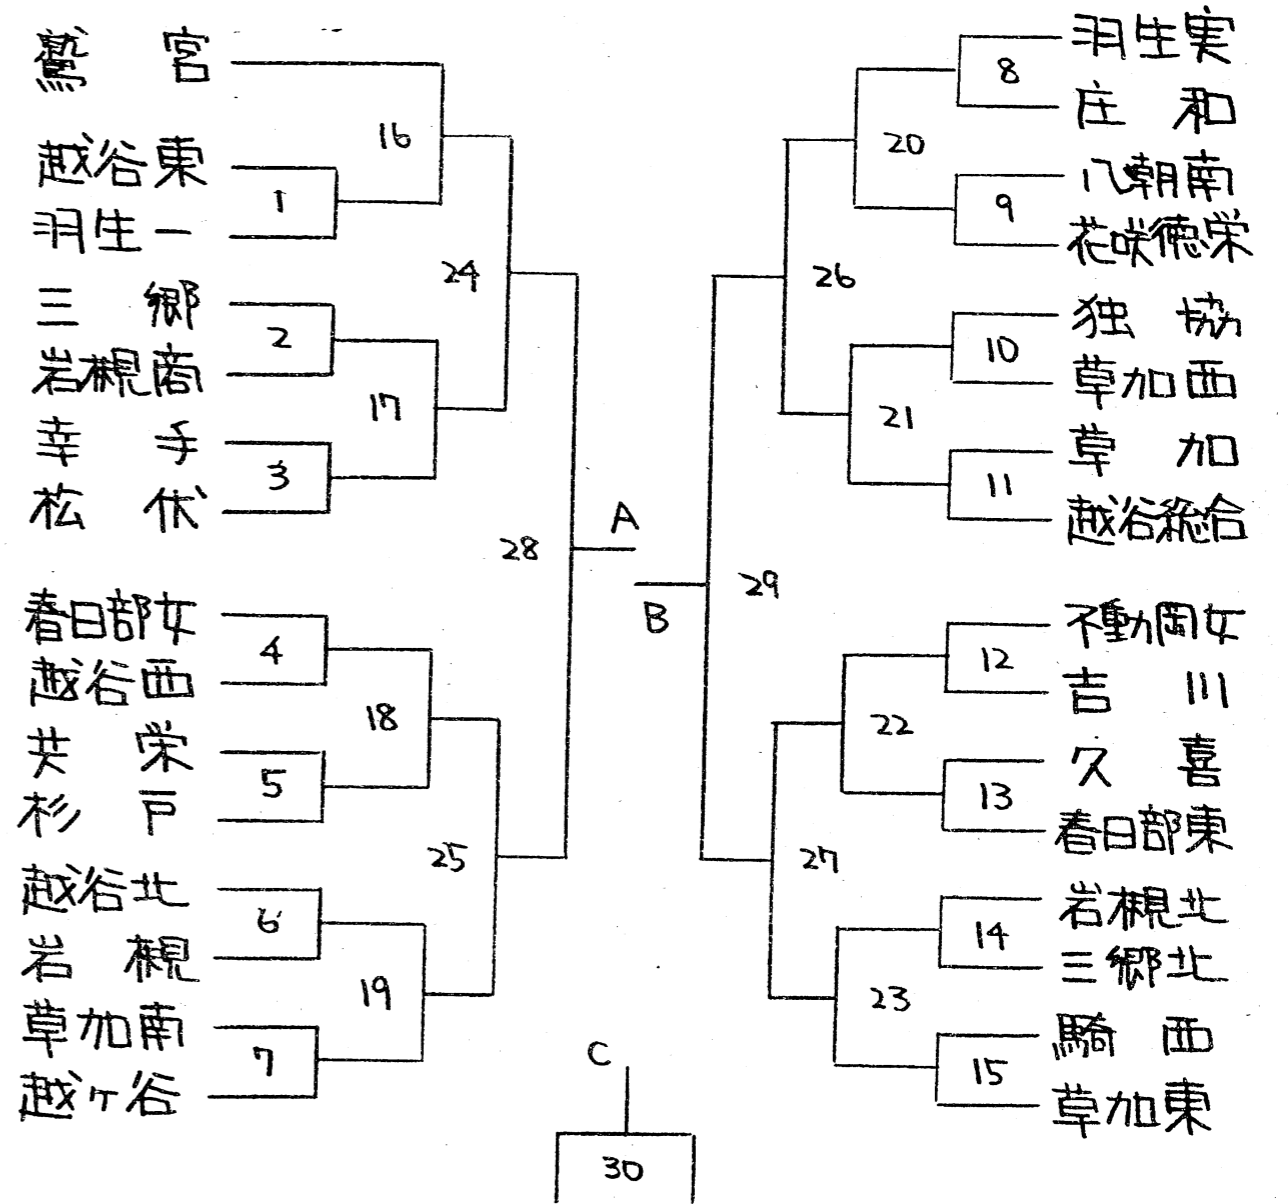 鷲宮
16
越谷東
1
羽生一
24
三郷
2
岩槻商
17
幸手
3
松伏
28
A
春日部女
4
越谷西
18
共栄
5
杉戸
25
越谷北
6
岩槻
19
草加南
7
越ヶ谷
羽生実
8
庄和
20
八朝南
9
花咲徳栄
26
独協
10
草加西
21
草加
11
越谷総合
29
B
不動岡女
12
吉川
22
久喜
13
春日部東
27
岩槻北
14
三郷北
23
騎西
15
草加東
C
30